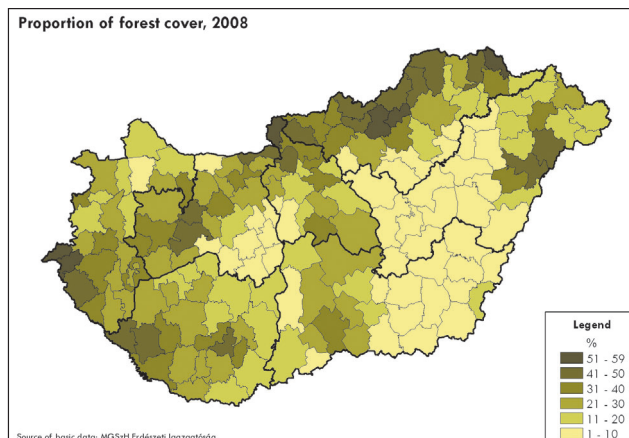 Proportion of forest cover, 2008
Legend
%
51 - 59
41 - 50
31 - 40
21 - 30
11 - 20
1 - 10
Source of basic data: MGSzH Erdészeti Igazgatóság